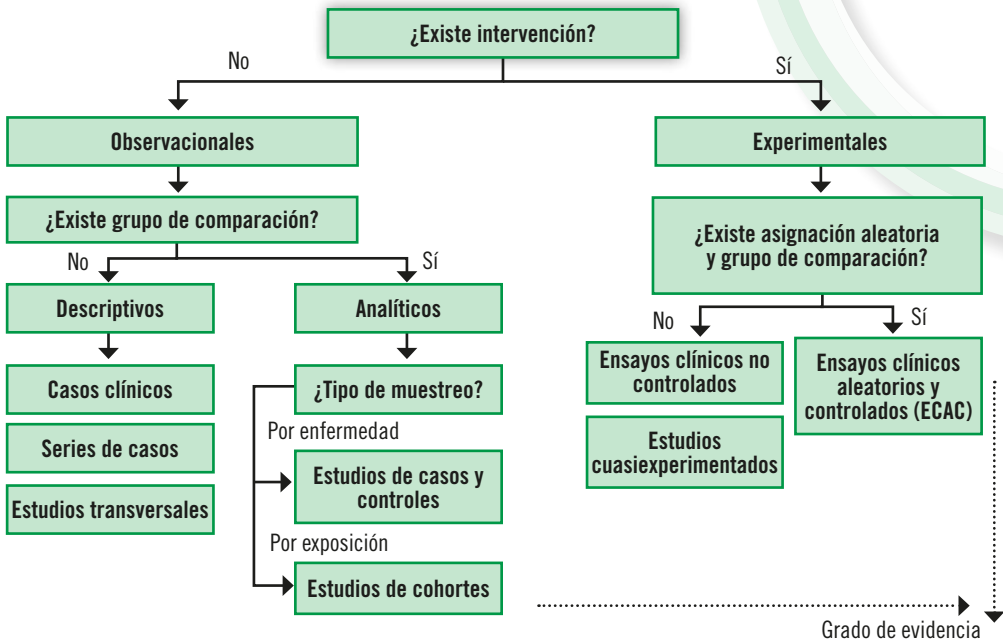 ¿Existe intervención?
No
Sí
Observacionales
Experimentales
¿Existe grupo de comparación?
¿Existe asignación aleatoria
y grupo de comparación?
No
Sí
Descriptivos
Analíticos
No
Sí
Casos clínicos
¿Tipo de muestreo?
Ensayos clínicos no
controlados
Ensayos clínicos
aleatorios y
controlados (ECAC)
Por enfermedad
Series de casos
Estudios de casos y
controles
Estudios
cuasiexperimentados
Estudios transversales
Por exposición
Estudios de cohortes
Grado de evidencia